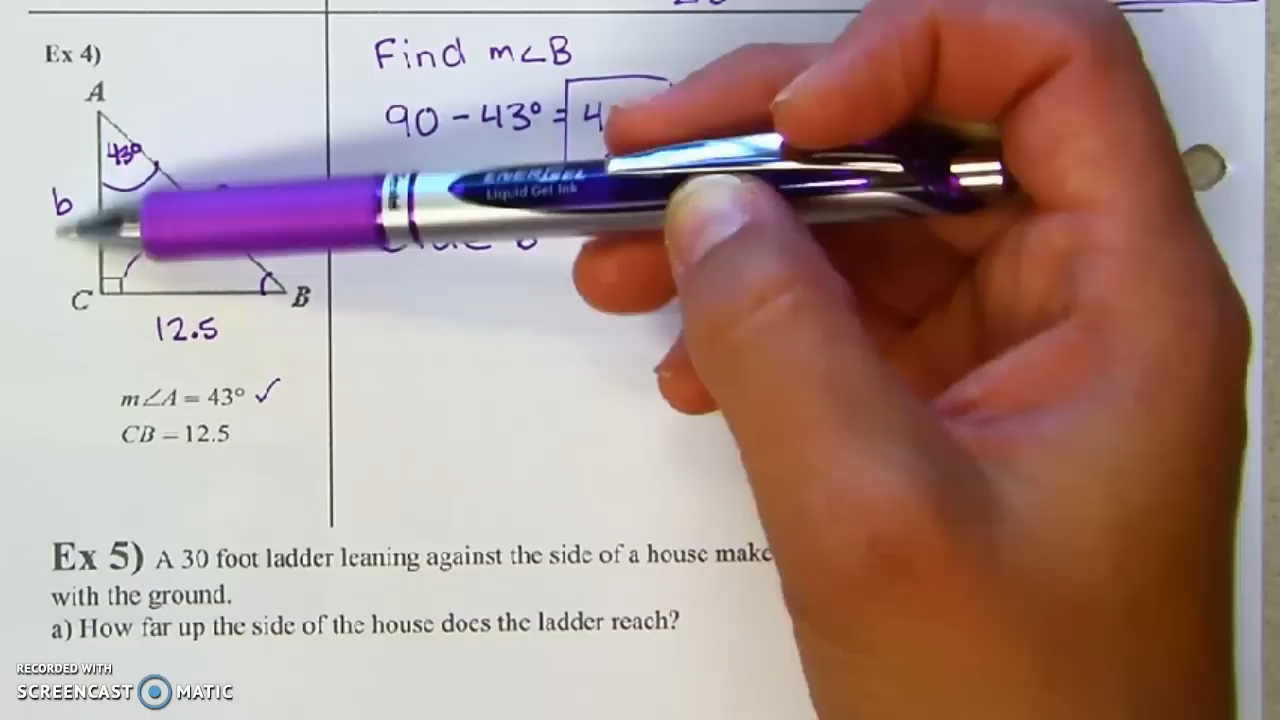 Ex 4)
Find m∠B
A
90 - 43° = 4
43°
b
ENERGEL
Liquid Gel Ink
C
B
12.5
m∠A = 43° ✓
CB = 12.5
Ex 5) A 30 foot ladder leaning against the side of a house make
with the ground.
a) How far up the side of the house does the ladder reach?
RECORDED WITH
SCREENCAST MATIC